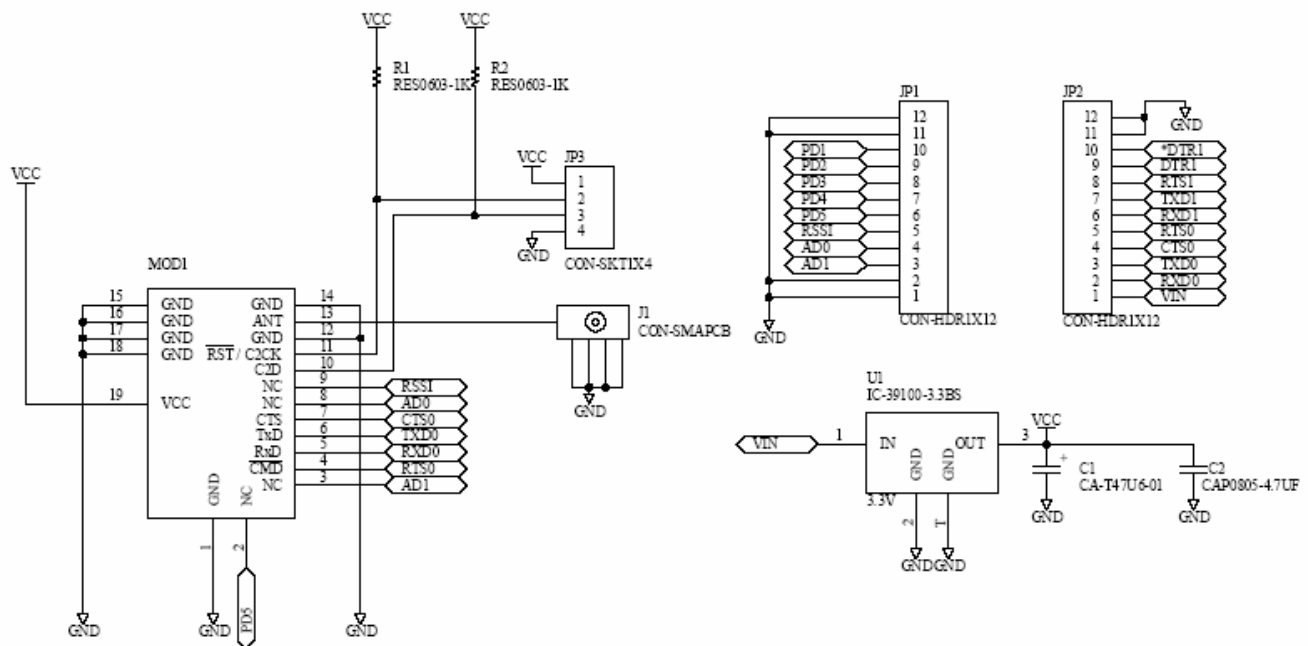 VCC
VCC
R1
RES0603-1K
R2
RES0603-1K
VCC
JP3
1
2
3
4
GND
CON-SKT1X4
VCC
MOD1
15 GND
16 GND
17 GND
18 GND
19 VCC
GND 14
ANT 13
GND 12
RST / C2CK 11
C2D 10
NC 9 RSSI
NC 8 AD0
CTS 7 CTS0
TxD 6 TXD0
RxD 5 RXD0
CMD 4 RTS0
NC 3 AD1
GND 1
NC 2
PD5
GND
GND
GND
J1
CON-SMAPCB
GND
JP1
12
11
PD1 10
PD2 9
PD3 8
PD4 7
PD5 6
RSSI 5
AD0 4
AD1 3
2
1
GND
CON-HDR1X12
JP2
12
11
GND
10 *DTR1
9 DTR1
8 RTS1
7 TXD1
6 RXD1
5 RTS0
4 CTS0
3 TXD0
2 RXD0
1 VIN
CON-HDR1X12
U1
IC-39100-3.3BS
VIN 1 IN
OUT 3
GND
GND
3.3V
2
T
GND
GND
VCC
+
C1
CA-T47U6-01
GND
C2
CAP0805-4.7UF
GND